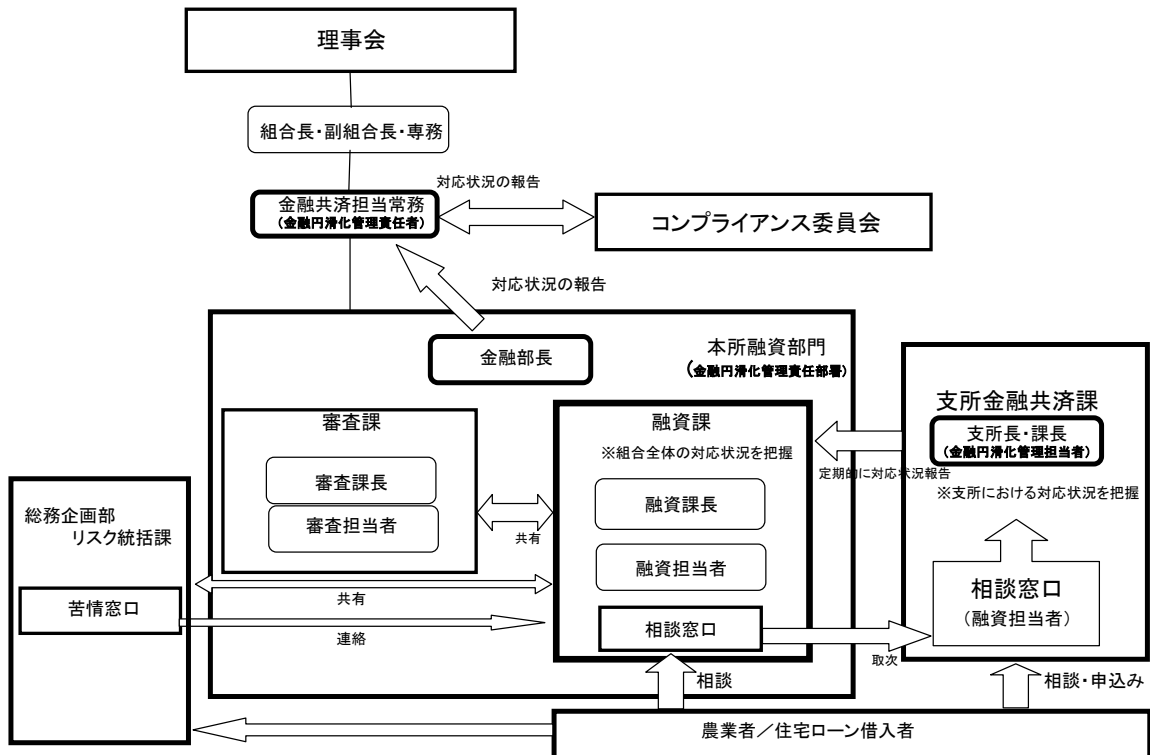 理事会
組合長・副組合長・専務
金融共済担当常務
(金融円滑化管理責任者)
対応状況の報告
コンプライアンス委員会
対応状況の報告
金融部長
本所融資部門
(金融円滑化管理責任部署)
審査課
審査課長
審査担当者
共有
融資課
※組合全体の対応状況を把握
融資課長
融資担当者
相談窓口
定期的に対応状況報告
支所金融共済課
支所長・課長
(金融円滑化管理担当者)
※支所における対応状況を把握
相談窓口
(融資担当者)
総務企画部
リスク統括課
苦情窓口
共有
連絡
取次
相談
相談・申込み
農業者／住宅ローン借入者